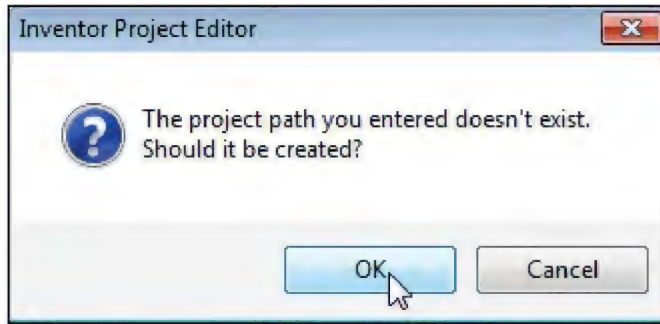 Inventor Project Editor
The project path you entered doesn't exist.
Should it be created?
OK
Cancel